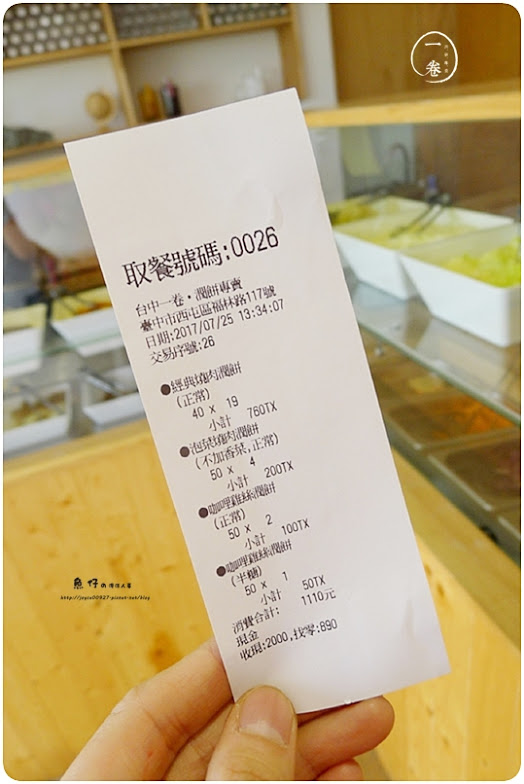 一卷
取餐號碼:0026
台中一卷・潤餅專賣
臺中市西屯區福林路117號
日期:2017/07/25 13:34:07
交易序號:26
●經典燒肉潤餅
(正常)
40 x 19
小計 760TX
●泡菜燒肉潤餅
(不加香菜,正常)
50 x 4
小計 200TX
●咖哩雞絲潤餅
(正常)
50 x 2
小計 100TX
●咖哩雞絲潤餅
(半糖)
50 x 1
小計 50TX
消費合計: 1110元
現金
收現:2000,找零:890
魚仔